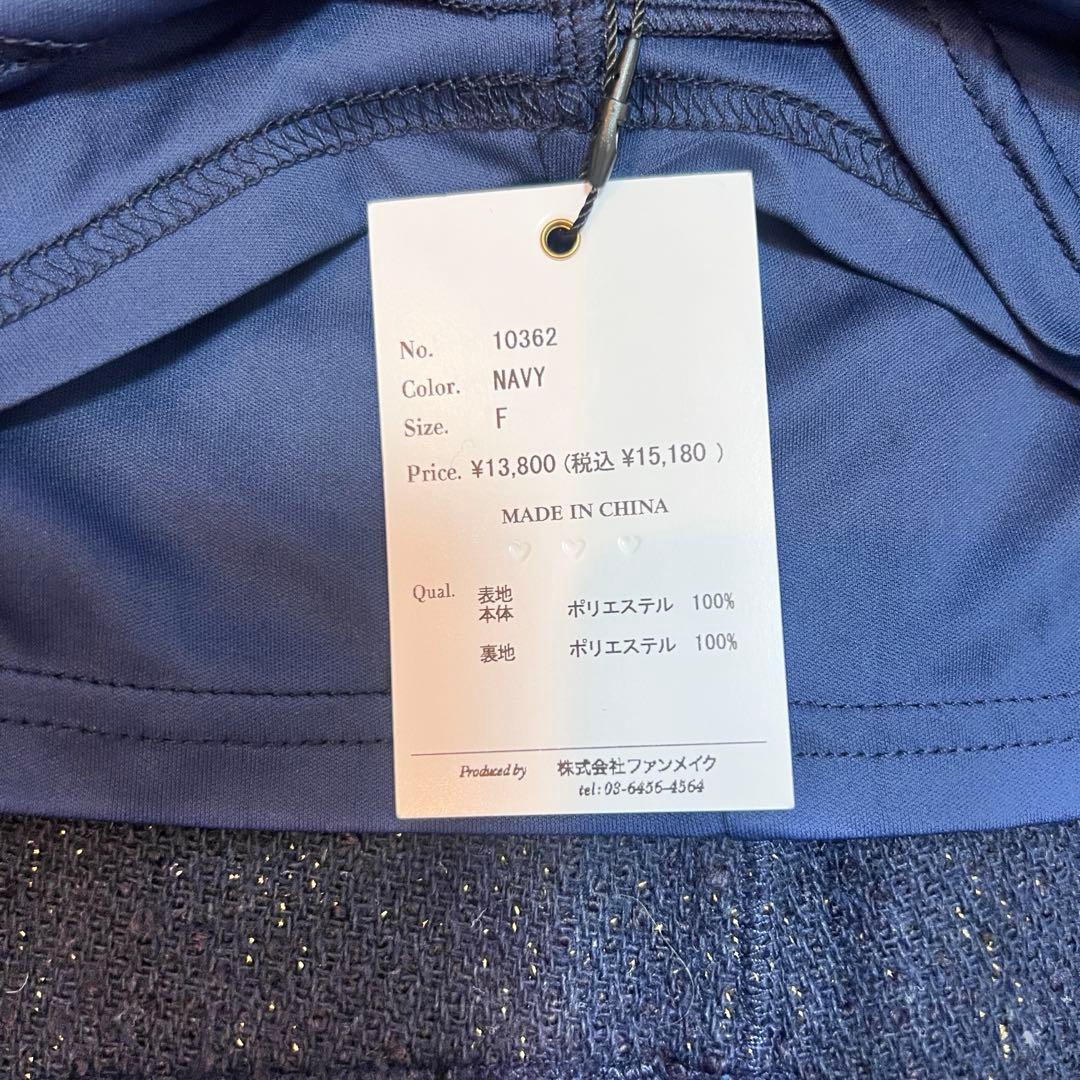 No. 10362
Color. NAVY
Size. F
Price. ¥13,800 (税込 ¥15,180 )
MADE IN CHINA
Qual. 表地
本体 ポリエステル 100%
裏地 ポリエステル 100%
Produced by 株式会社ファンメイク
tel: 03-6456-4564